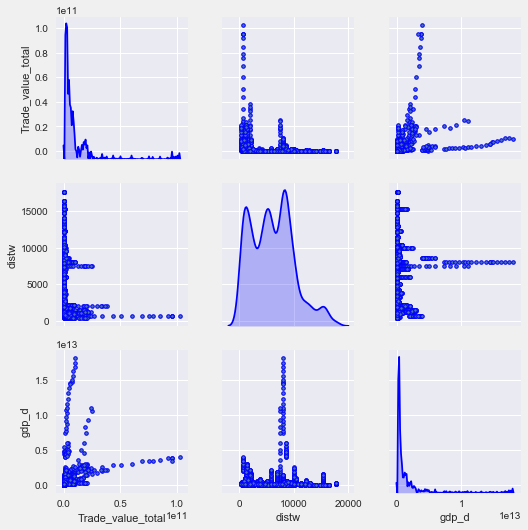 1e11
1.0
0.8
0.6
0.4
0.2
0.0
Trade_value_total
15000
10000
5000
0
distw
1e13
1.5
1.0
0.5
0.0
gdp_d
0.0 0.5 1.0
Trade_value_total 1e11
0 10000 20000
distw
0 1
gdp_d 1e13